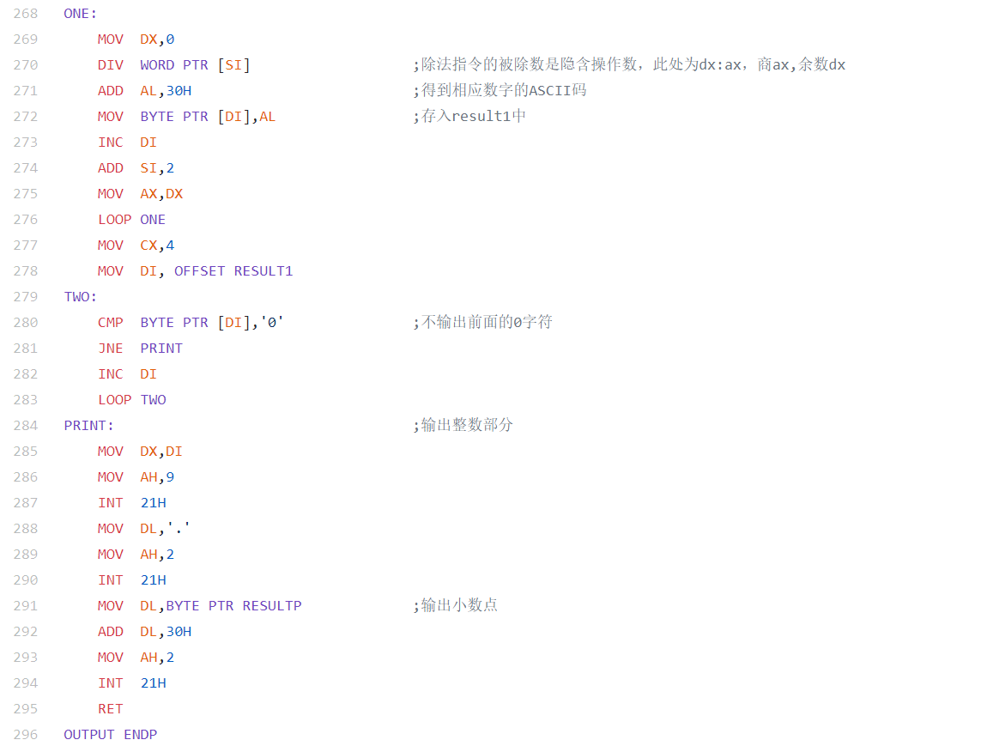 268 ONE:
269 MOV DX,0
270 DIV WORD PTR [SI] ;除法指令的被除数是隐含操作数，此处为dx:ax，商ax,余数dx
271 ADD AL,30H ;得到相应数字的ASCII码
272 MOV BYTE PTR [DI],AL ;存入result1中
273 INC DI
274 ADD SI,2
275 MOV AX,DX
276 LOOP ONE
277 MOV CX,4
278 MOV DI, OFFSET RESULT1
279 TWO:
280 CMP BYTE PTR [DI],'0' ;不输出前面的0字符
281 JNE PRINT
282 INC DI
283 LOOP TWO
284 PRINT: ;输出整数部分
285 MOV DX,DI
286 MOV AH,9
287 INT 21H
288 MOV DL,'.'
289 MOV AH,2
290 INT 21H
291 MOV DL,BYTE PTR RESULTP ;输出小数点
292 ADD DL,30H
293 MOV AH,2
294 INT 21H
295 RET
296 OUTPUT ENDP